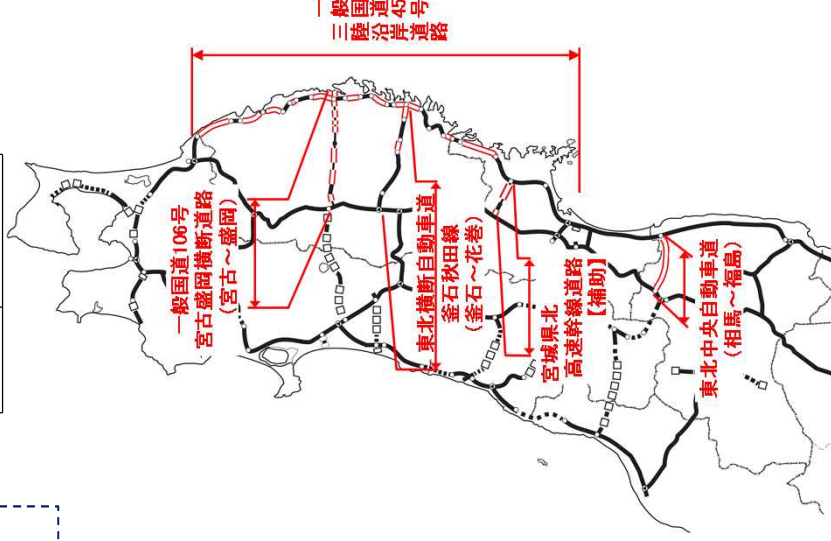 一般国道45号
三陸沿岸道路
一般国道106号
宮古盛岡横断道路
（宮古～盛岡）
東北横断自動車道
釜石秋田線
（釜石～花巻）
宮城県北
高速幹線道路
【補助】
東北中央自動車道
（相馬～福島）